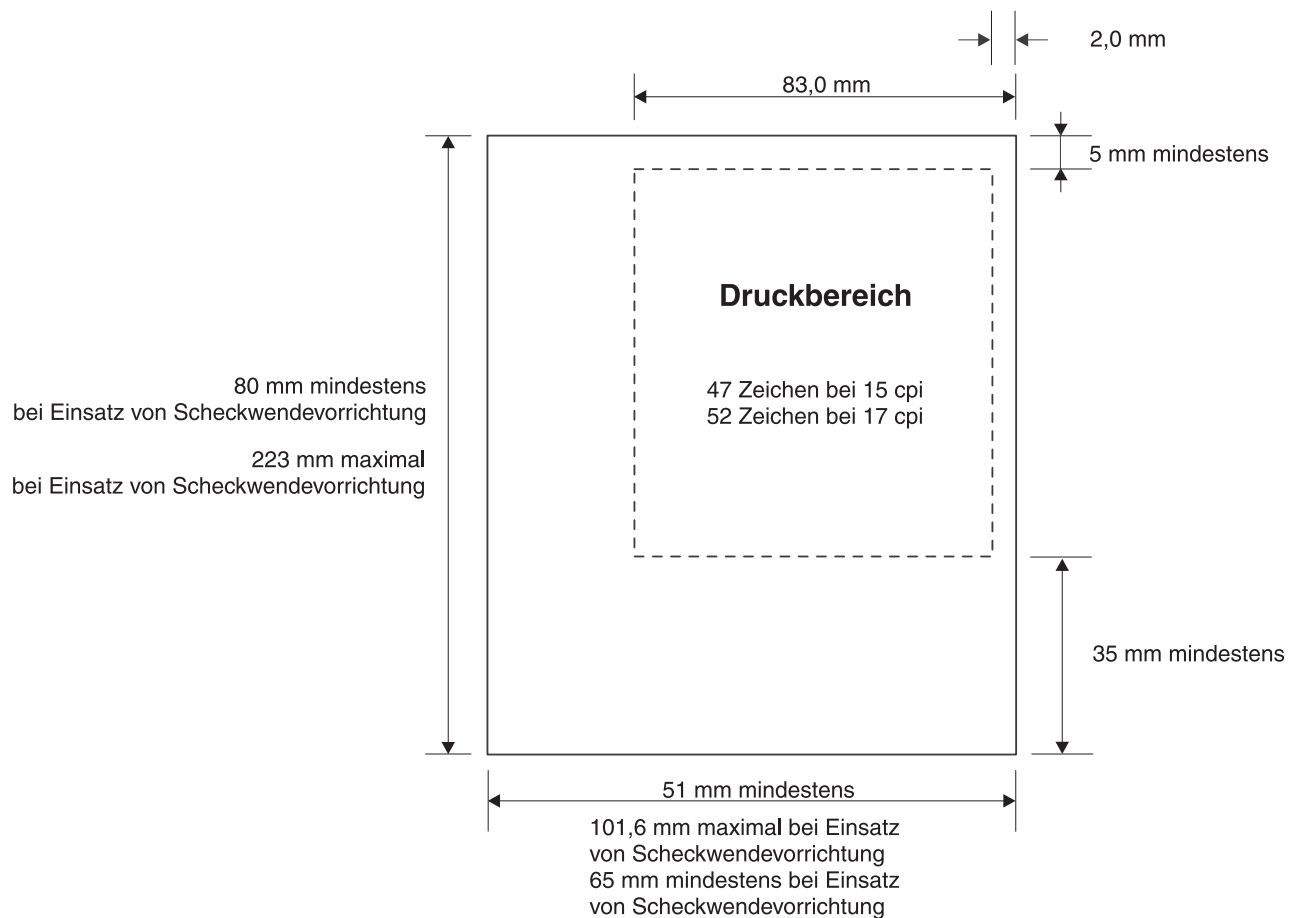 2,0 mm
83,0 mm
5 mm mindestens
Druckbereich
47 Zeichen bei 15 cpi
52 Zeichen bei 17 cpi
80 mm mindestens
bei Einsatz von Scheckwendevorrichtung
223 mm maximal
bei Einsatz von Scheckwendevorrichtung
35 mm mindestens
51 mm mindestens
101,6 mm maximal bei Einsatz
von Scheckwendevorrichtung
65 mm mindestens bei Einsatz
von Scheckwendevorrichtung